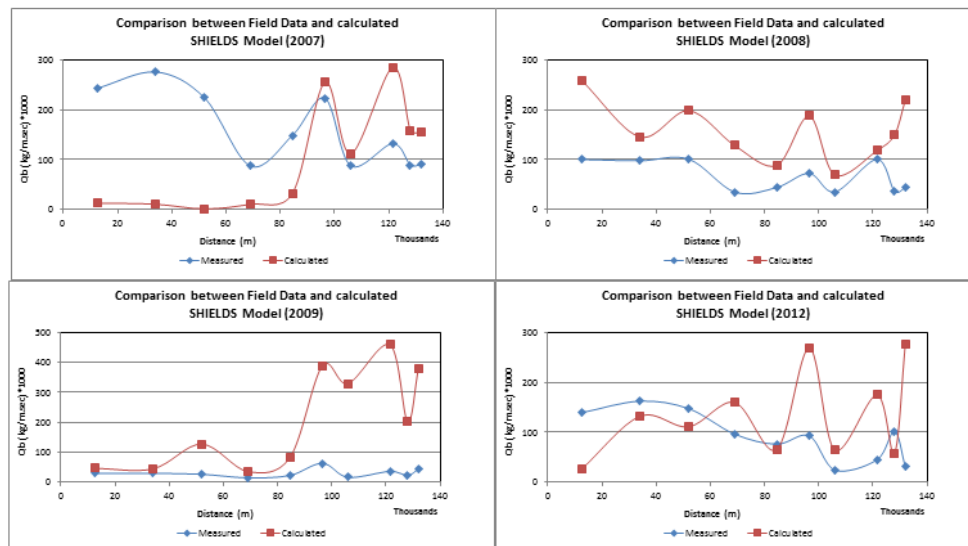 Comparison between Field Data and calculated
SHIELDS Model (2007)
Qb ( kg/m.sec) *1000
300
200
100
0
0 20 40 60 80 100 120 140
Distance (m)
Thousands
Measured Calculated
Comparison between Field Data and calculated
SHIELDS Model (2008)
Qb ( kg/m.sec) *1000
300
200
100
0
0 20 40 60 80 100 120 140
Distance (m)
Thousands
Measured Calculated
Comparison between Field Data and calculated
SHIELDS Model (2009)
Qb ( kg/m.sec) *1000
500
400
300
200
100
0
0 20 40 60 80 100 120 140
Distance (m)
Thousands
Measured Calculated
Comparison between Field Data and calculated
SHIELDS Model (2012)
Qb ( kg/m.sec) *1000
300
200
100
0
0 20 40 60 80 100 120 140
Distance (m)
Thousands
Measured Calculated